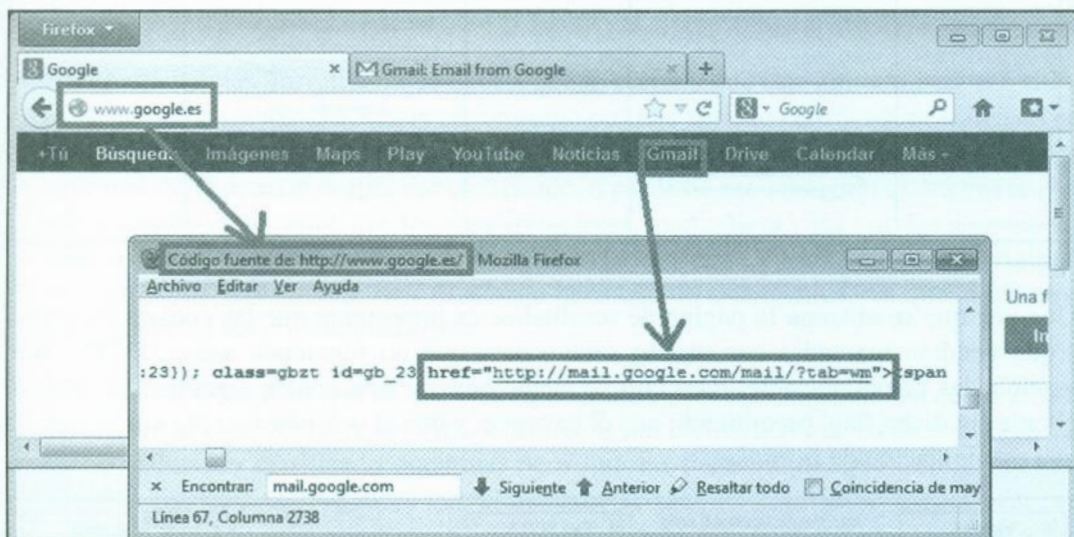 Firefox
Google
Gmail: Email from Google
www.google.es
Google
+Tú Búsqueda Imágenes Maps Play YouTube Noticias Gmail Drive Calendar Más
Código fuente de: http://www.google.es/ Mozilla Firefox
Archivo Editar Ver Ayuda
Una f
In
:23}); class=gbzt id=gb_23 href="http://mail.google.com/mail/?tab=wm"><span
Encontrar: mail.google.com Siguiente Anterior Resaltar todo Coincidencia de may
Línea 67, Columna 2738